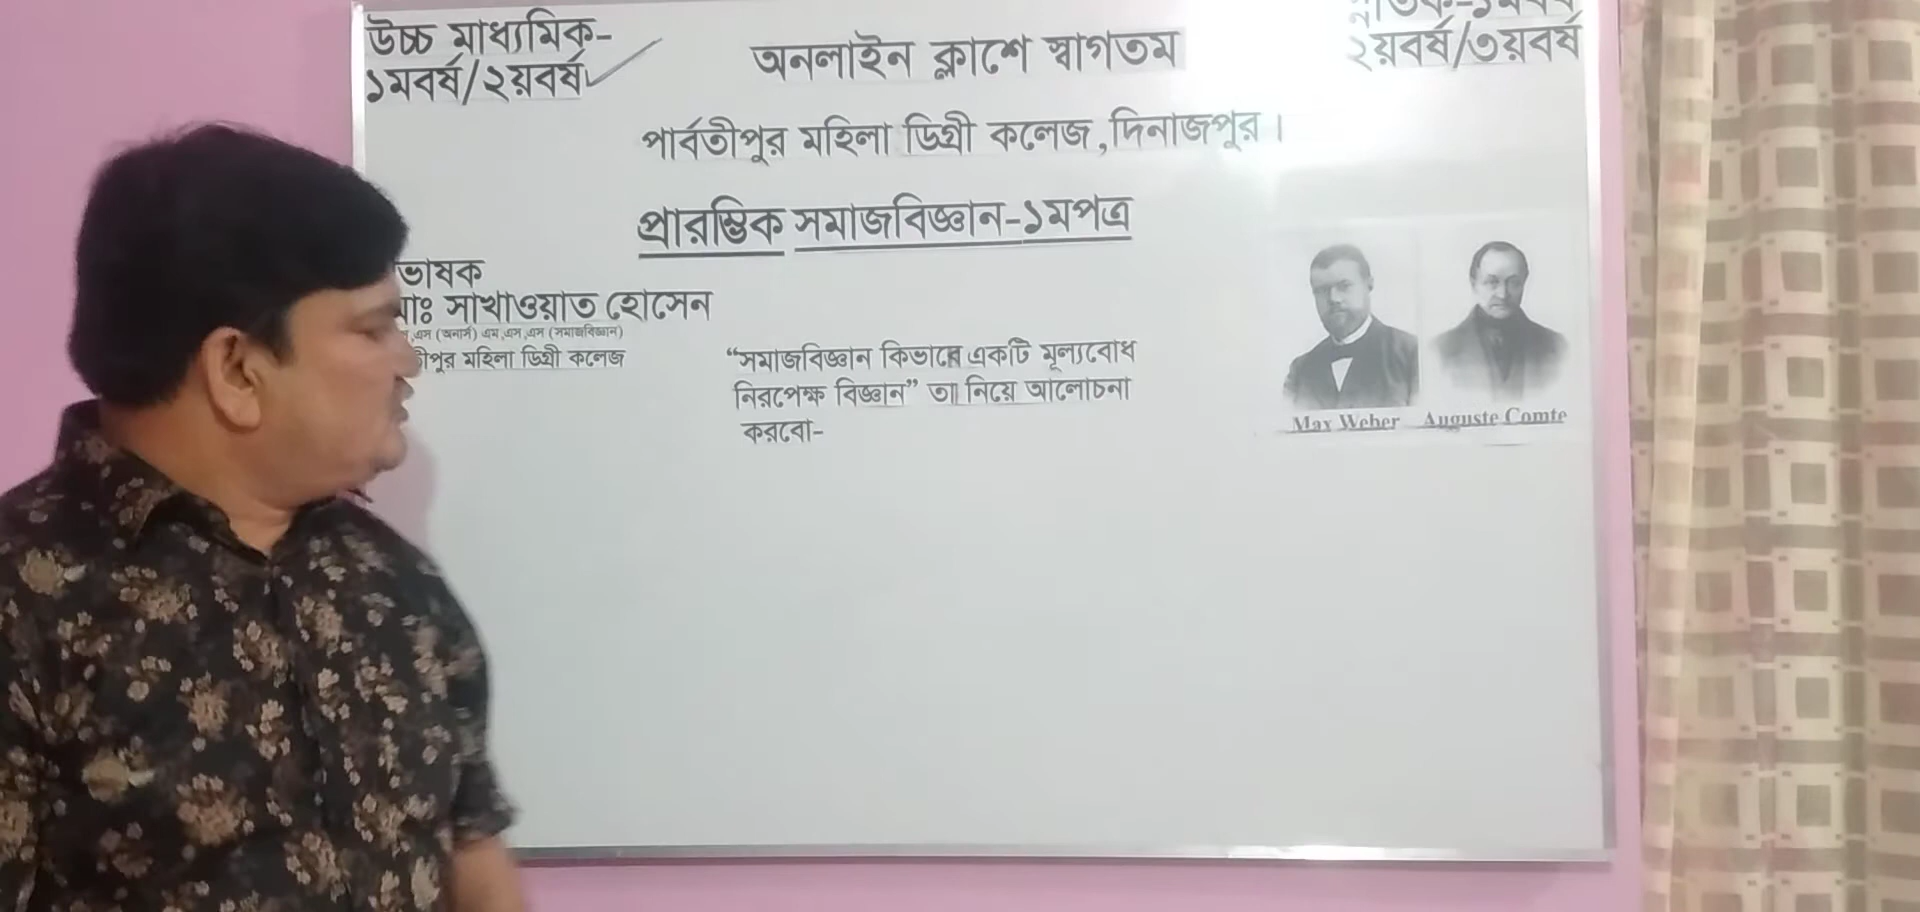 উচ্চ মাধ্যমিক-
১মবর্ষ/২য়বর্ষ
অনলাইন ক্লাশে স্বাগতম
২য়বর্ষ/৩য়বর্ষ
পার্বতীপুর মহিলা ডিগ্রী কলেজ,দিনাজপুর।
প্রারম্ভিক সমাজবিজ্ঞান-১মপত্র
ভাষক
াঃ সাখাওয়াত হোসেন
.এস (অনার্স) এম,এস,এস (সমাজবিজ্ঞান)
ীপুর মহিলা ডিগ্রী কলেজ
“সমাজবিজ্ঞান কিভাবে একটি মূল্যবোধ
নিরপেক্ষ বিজ্ঞান” তা নিয়ে আলোচনা
করবো-
Max Weber Auguste Comte